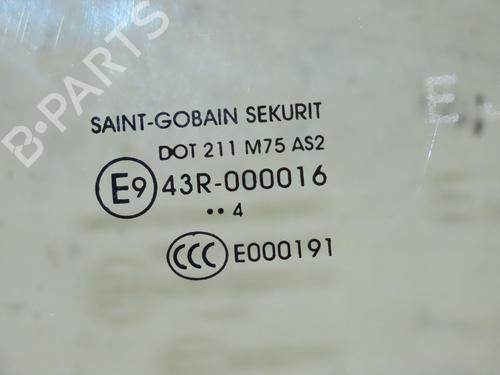 B-PARTS
SAINT-GOBAIN SEKURIT
DOT 211 M75 AS2
E9 43R-000016
•• 4
CCC E000191
E